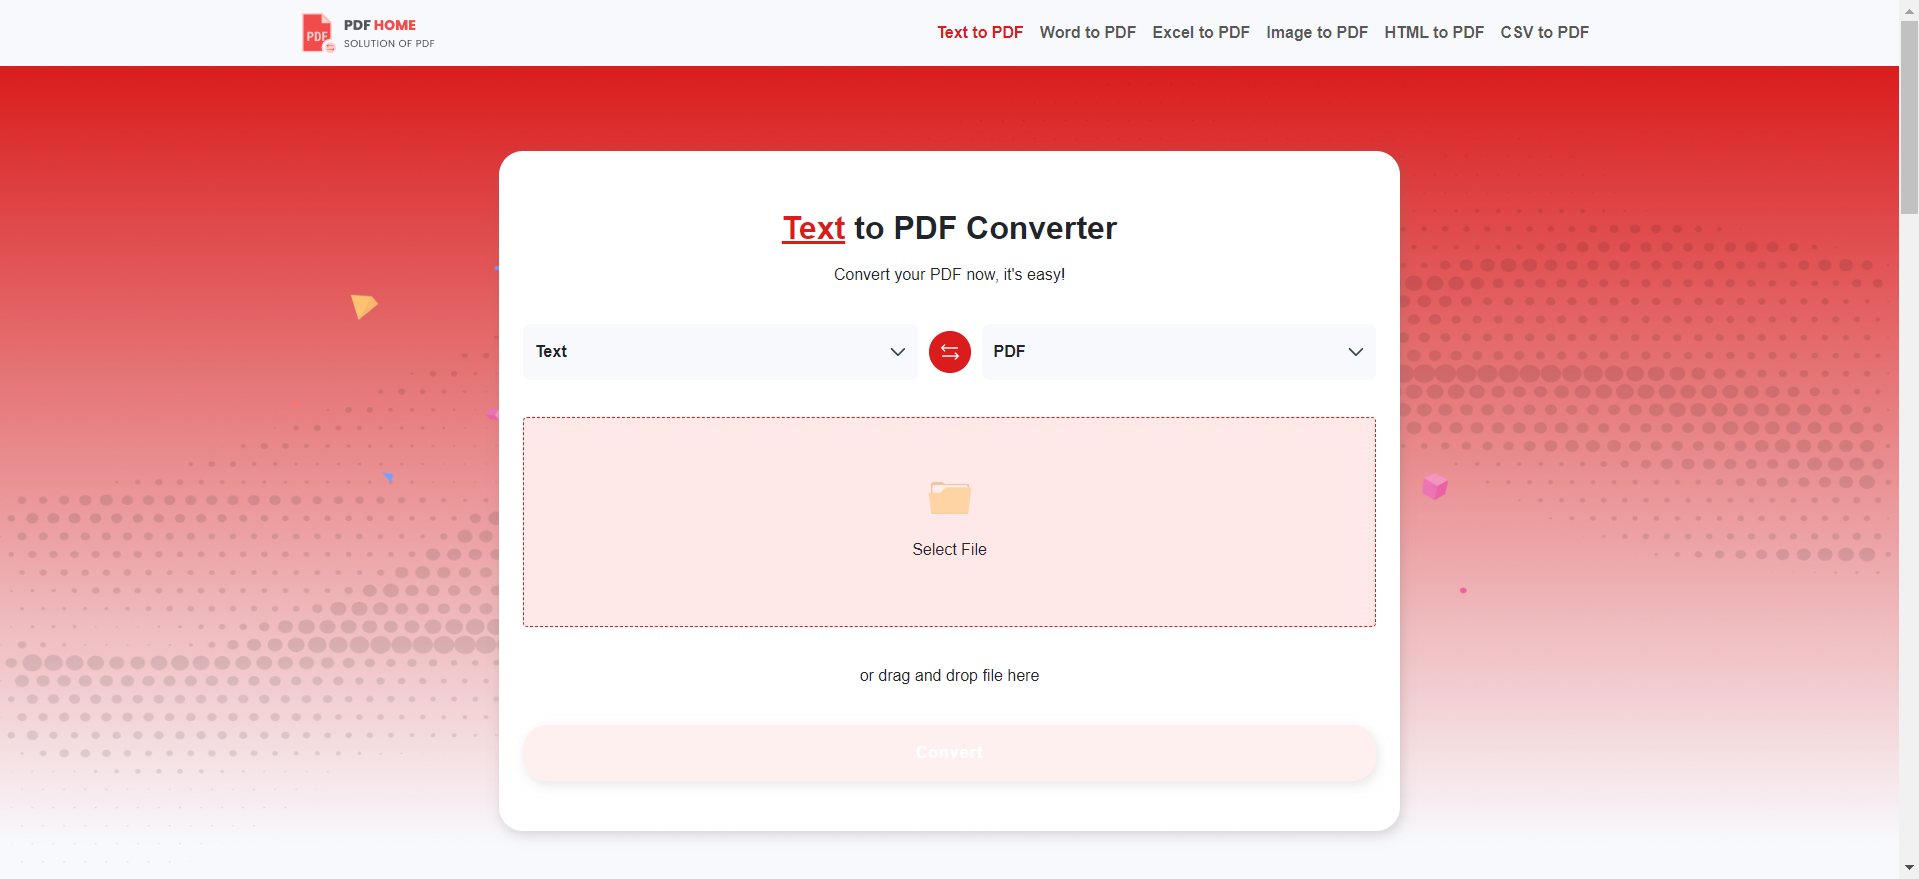 PDF HOME
SOLUTION OF PDF
PDF
Text to PDF Word to PDF Excel to PDF Image to PDF HTML to PDF CSV to PDF
Text to PDF Converter
Convert your PDF now, it's easy!
Text
PDF
Select File
or drag and drop file here
Convert